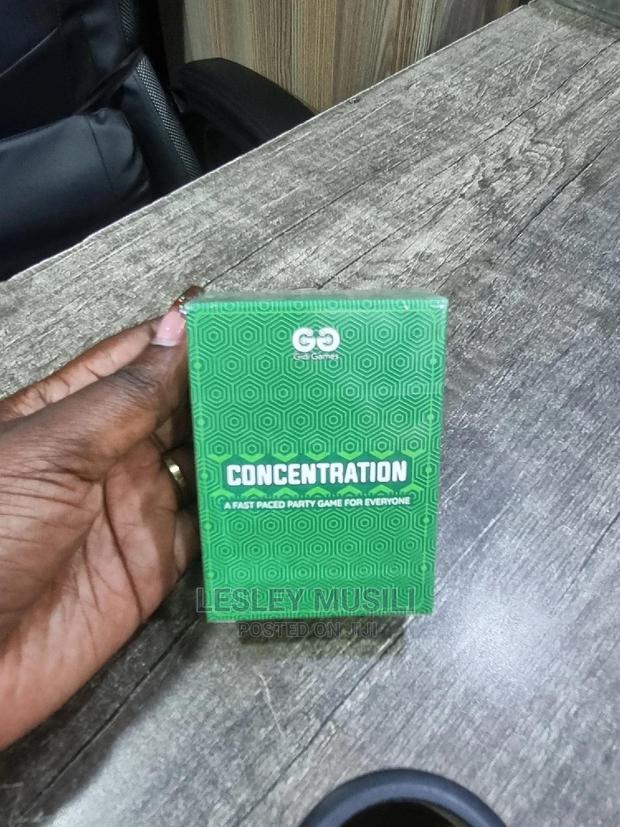 GG
Gidi Games
CONCENTRATION
A FAST PACED PARTY GAME FOR EVERYONE
LESLEY MUSILI
POSTED ON JIJI